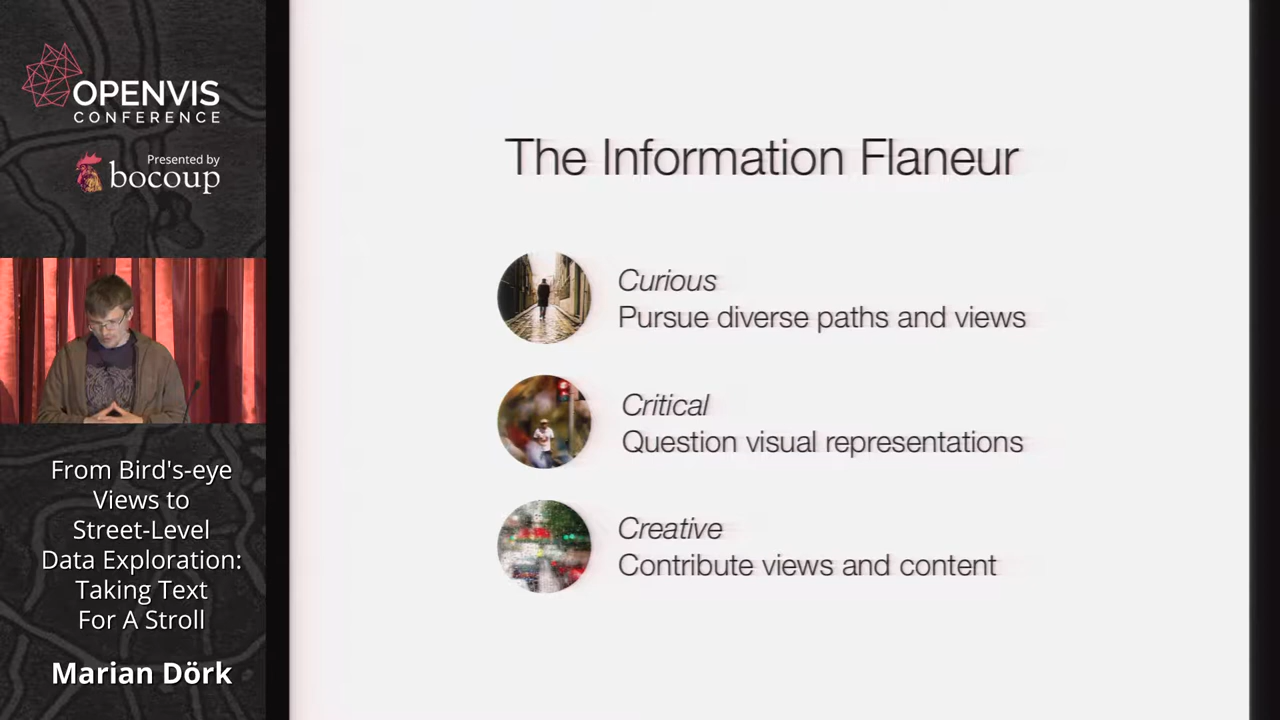 OPENVIS
CONFERENCE
Presented by
bocoup
From Bird's-eye
Views to
Street-Level
Data Exploration:
Taking Text
For A Stroll
Marian Dörk
The Information Flaneur
Curious
Pursue diverse paths and views
Critical
Question visual representations
Creative
Contribute views and content